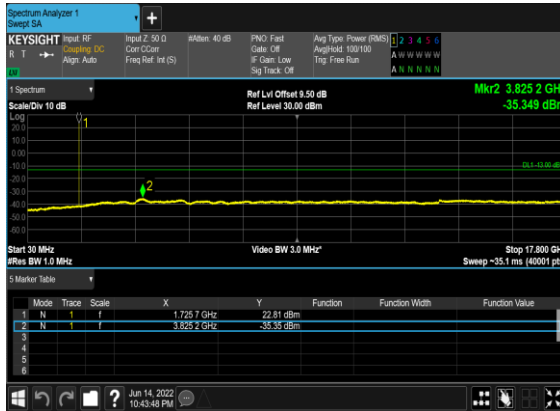 Spectrum Analyzer 1
Swept SA
+
KEYSIGHT Input: RF Input Z: 50 Ω #Atten: 40 dB PNO: Fast Avg Type: Power (RMS) 1 2 3 4 5 6
R T Coupling: DC Corr CCorr Gate: Off Avg|Hold: 100/100 A W W W W W
Align: Auto Freq Ref: Int (S) IF Gain: Low Trig: Free Run
Sig Track: Off A N N N N N
1 Spectrum Ref Lvl Offset 9.50 dB Mkr2 3.825 2 GH
Scale/Div 10 dB Ref Level 30.00 dBm -35.349 dB
Log
20.0
10.0
0.00
-10.0
DL1 -13.00 dB
-20.0
-30.0
-40.0
-50.0
-60.0
1
2
Start 30 MHz Video BW 3.0 MHz* Stop 17.800 GH
#Res BW 1.0 MHz Sweep ~35.1 ms (40001 pt
5 Marker Table
Mode Trace Scale X Y Function Function Width Function Value
1 N 1 f 1.725 7 GHz 22.81 dBm
2 N 1 f 3.825 2 GHz -35.35 dBm
3
4
5
6
? Jun 14, 2022
10:43:48 PM